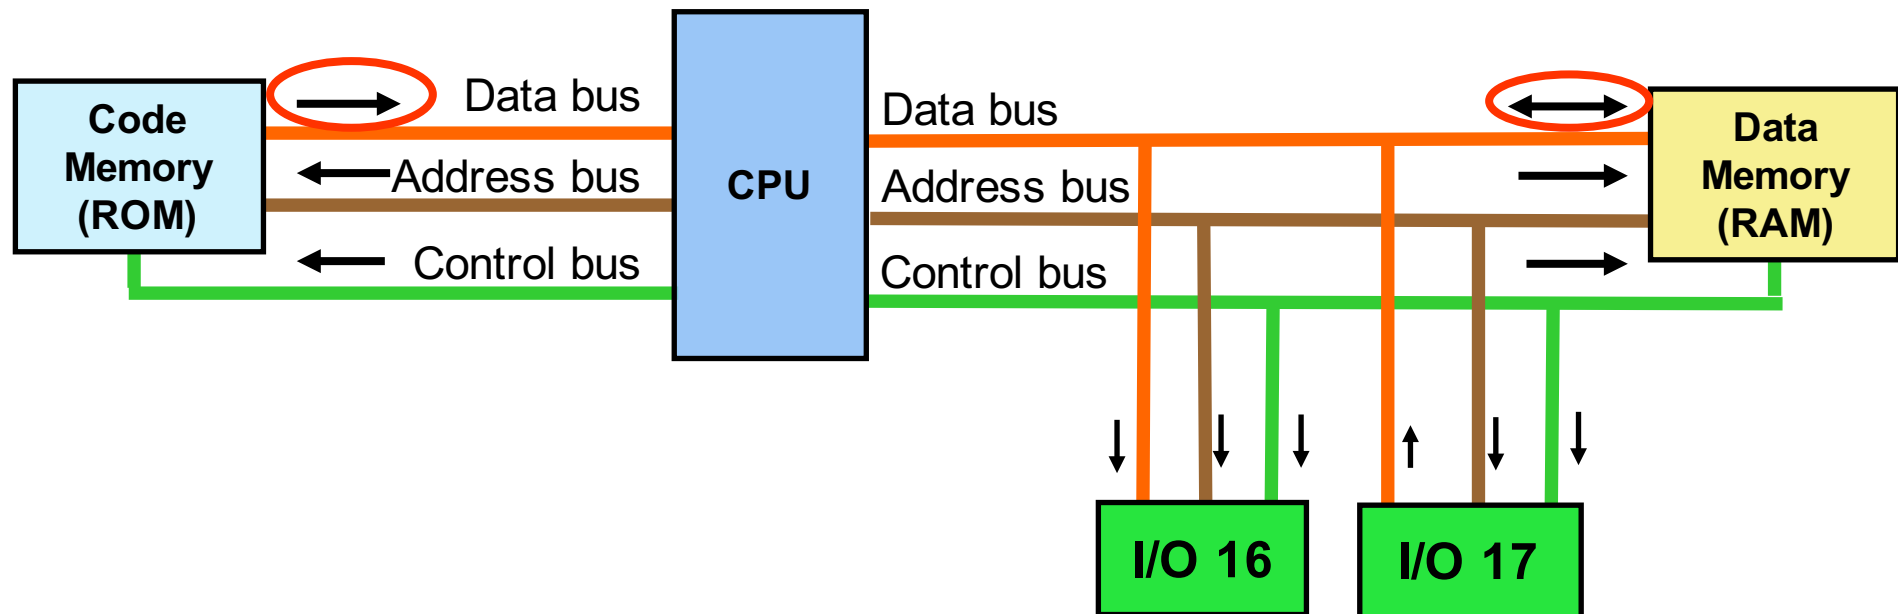 Code
Memory
(ROM)
Data bus
Address bus
Control bus
CPU
Data bus
Address bus
Control bus
Data
Memory
(RAM)
I/O 16
I/O 17